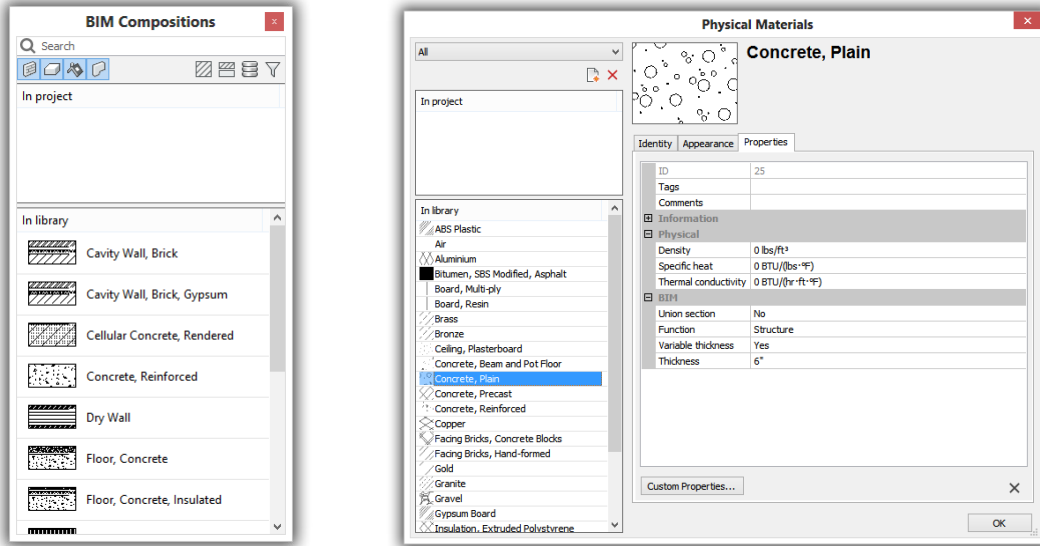 BIM Compositions
x
Search
In project
In library
Cavity Wall, Brick
Cavity Wall, Brick, Gypsum
Cellular Concrete, Rendered
Concrete, Reinforced
Dry Wall
Floor, Concrete
Floor, Concrete, Insulated
Physical Materials
All
In project
In library
ABS Plastic
Air
Aluminium
Bitumen, SBS Modified, Asphalt
Board, Multi-ply
Board, Resin
Brass
Bronze
Ceiling, Plasterboard
Concrete, Beam and Pot Floor
Concrete, Plain
Concrete, Precast
Concrete, Reinforced
Copper
Facing Bricks, Concrete Blocks
Facing Bricks, Hand-formed
Gold
Granite
Gravel
Gypsum Board
Insulation, Extruded Polystyrene
Concrete, Plain
Identity Appearance Properties
ID 25
Tags
Comments
Information
Physical
Density 0 lbs/ft³
Specific heat 0 BTU/(lbs·ºF)
Thermal conductivity 0 BTU/(hr·ft·ºF)
BIM
Union section No
Function Structure
Variable thickness Yes
Thickness 6"
Custom Properties...
OK